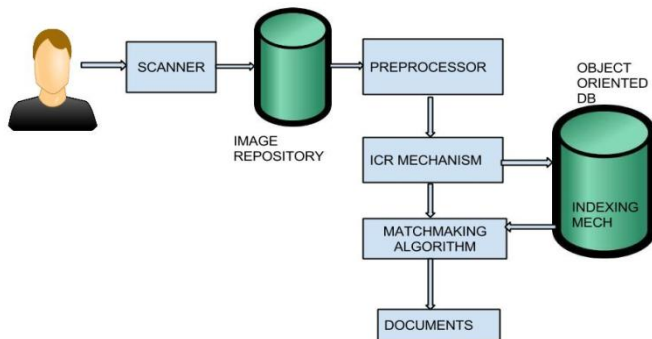 SCANNER
IMAGE
REPOSITORY
PREPROCESSOR
OBJECT
ORIENTED
DB
ICR MECHANISM
INDEXING
MECH
MATCHMAKING
ALGORITHM
DOCUMENTS